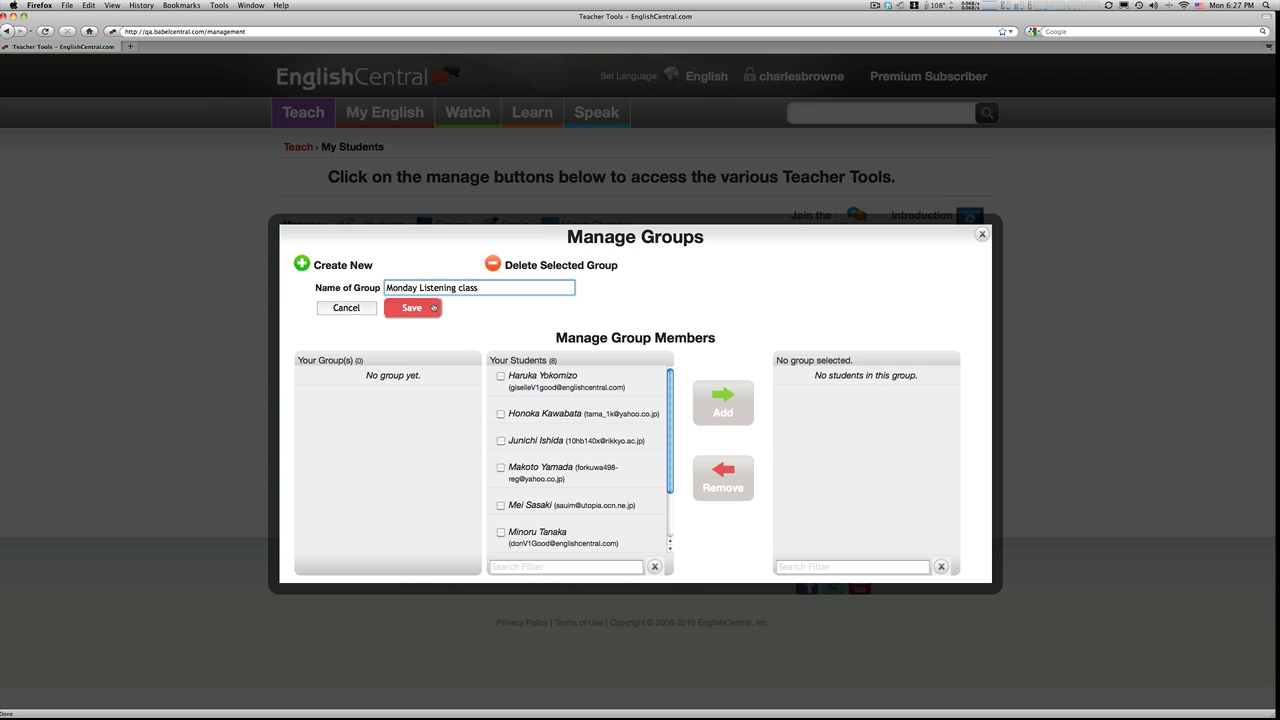 Firefox File Edit View History Bookmarks Tools Window Help 108° Mon 6:27 PM
Teacher Tools – EnglishCentral.com
http://qa.babelcentral.com/management Google
Teacher Tools – EnglishCentral.com
EnglishCentral Set Language: English charlesbrowne Premium Subscriber
Teach My English Watch Learn Speak
Teach › My Students
Click on the manage buttons below to access the various Teacher Tools.
Join the Introduction
Manage Groups
Create New Delete Selected Group
Name of Group Monday Listening class
Cancel Save
Manage Group Members
Your Group(s) (0) Your Students (8) No group selected.
No group yet. Haruka Yokomizo No students in this group.
(giselleV1good@englishcentral.com)
Honoka Kawabata (tama_1k@yahoo.co.jp)
Add
Junichi Ishida (10hb140x@rikkyo.ac.jp)
Makoto Yamada (forkuwa498-
reg@yahoo.co.jp)
Remove
Mei Sasaki (sauim@utopia.ocn.ne.jp)
Minoru Tanaka
(donV1Good@englishcentral.com)
Search Filter Search Filter
Privacy Policy | Terms of Use | Copyright © 2008-2010 EnglishCentral, Inc.
Done